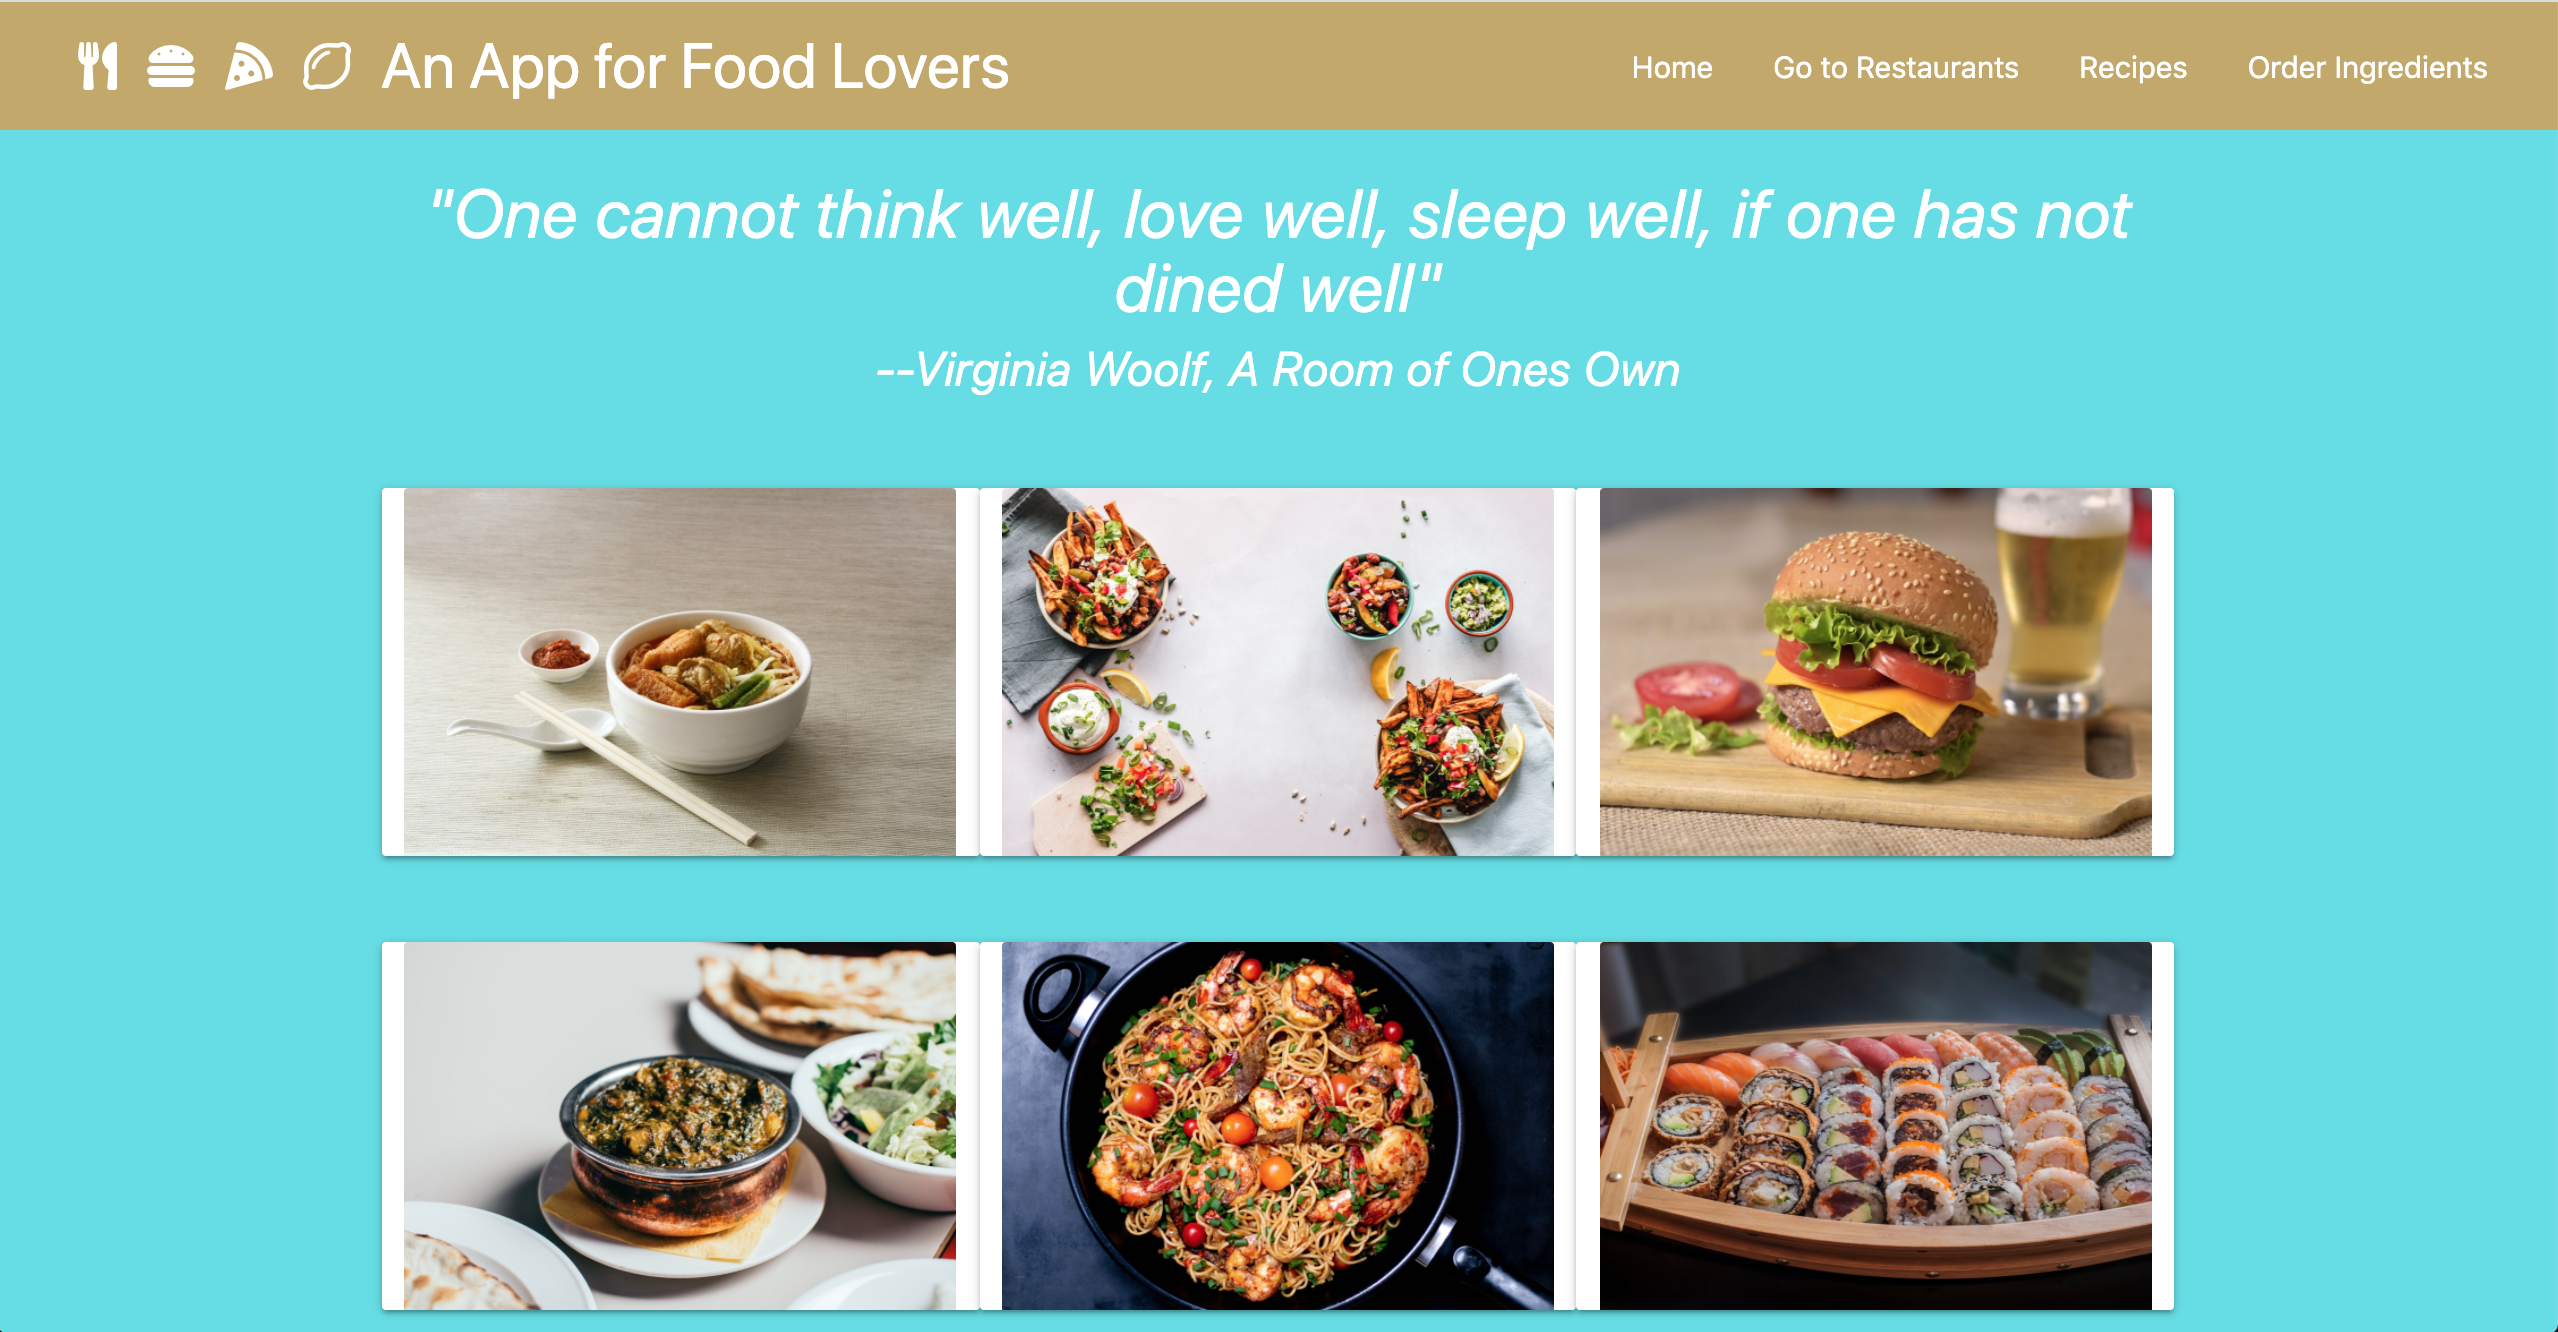 An App for Food Lovers
Home
Go to Restaurants
Recipes
Order Ingredients
"One cannot think well, love well, sleep well, if one has not
dined well"
--Virginia Woolf, A Room of Ones Own